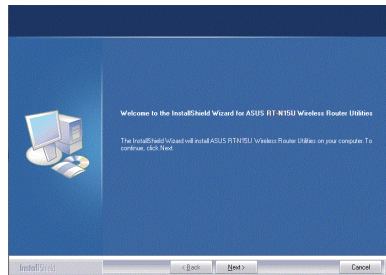 Welcome to the InstallShield Wizard for ASUS RT-N15U Wireless Router Utilities
The InstallShield Wizard will install ASUS RT-N15U Wireless Router Utilities on your computer. To
continue, click Next.
InstallShield
< Back
Next >
Cancel